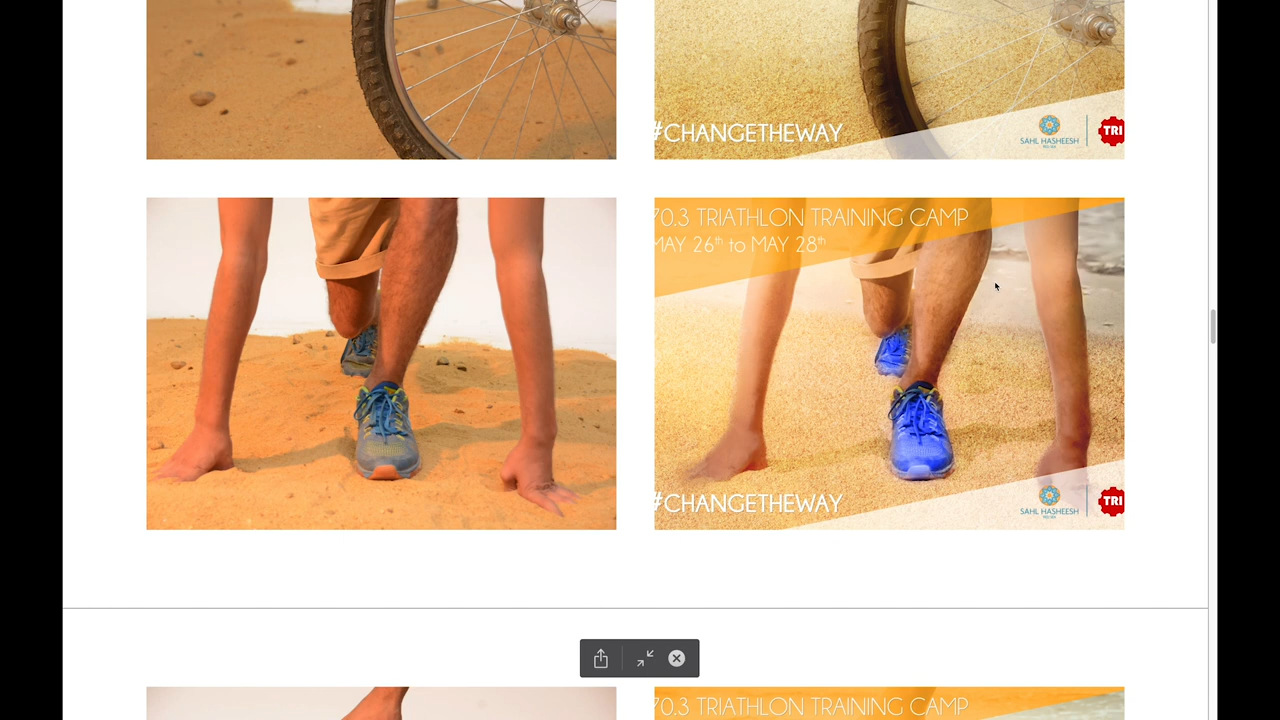 #CHANGETHEWAY
SAHL HASHEESH
TRI
70.3 TRIATHLON TRAINING CAMP
MAY 26th to MAY 28th
#CHANGETHEWAY
SAHL HASHEESH
TRI
70.3 TRIATHLON TRAINING CAMP